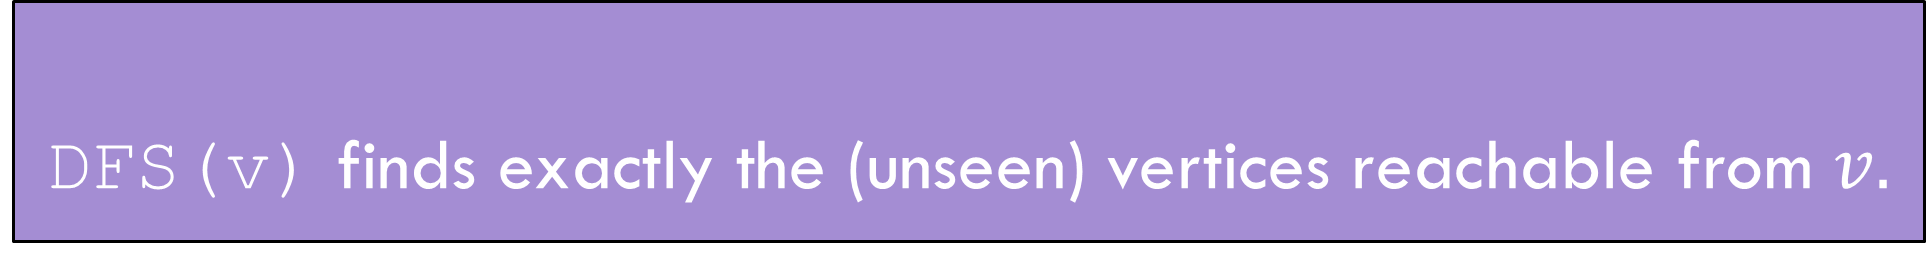 DFS(v) finds exactly the (unseen) vertices reachable from 𝑣.